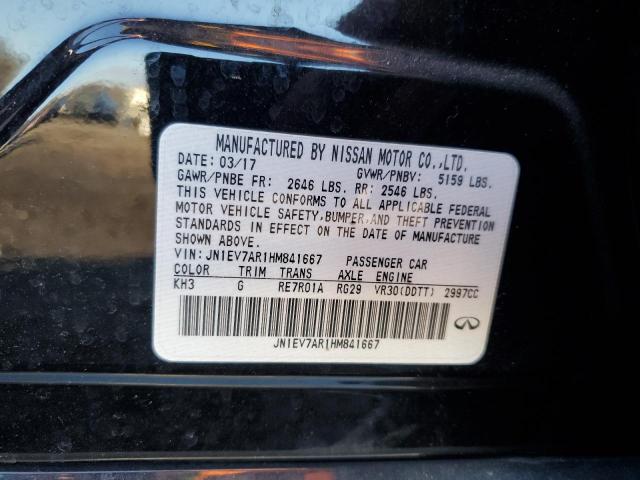 MANUFACTURED BY NISSAN MOTOR CO.,LTD.
DATE: 03/17 GVWR/PNBV: 5159 LBS.
GAWR/PNBE FR: 2646 LBS. RR: 2546 LBS.
THIS VEHICLE CONFORMS TO ALL APPLICABLE FEDERAL
MOTOR VEHICLE SAFETY,BUMPER,AND THEFT PREVENTION
STANDARDS IN EFFECT ON THE DATE OF MANUFACTURE
SHOWN ABOVE.
VIN: JN1EV7AR1HM841667 PASSENGER CAR
COLOR TRIM TRANS AXLE ENGINE
KH3 G RE7R01A RG29 VR30(DDTT) 2997CC
JN1EV7AR1HM841667